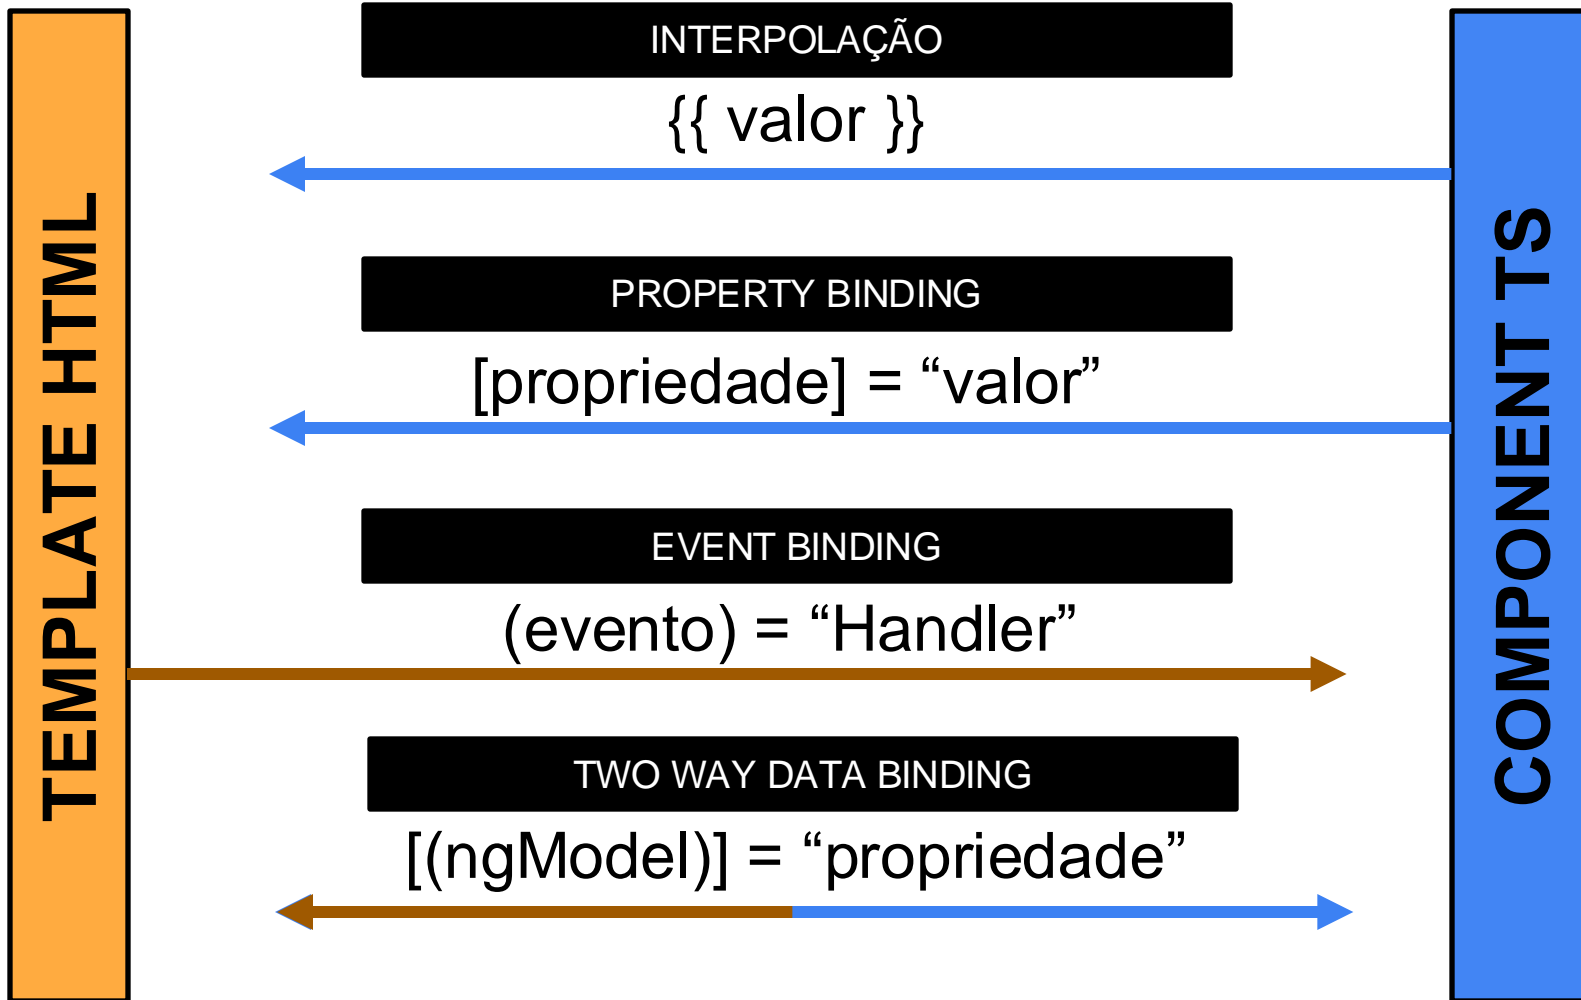 TEMPLATE HTML
INTERPOLAÇÃO
{{ valor }}
PROPERTY BINDING
[propriedade] = “valor”
EVENT BINDING
(evento) = “Handler”
TWO WAY DATA BINDING
[(ngModel)] = “propriedade”
COMPONENT TS